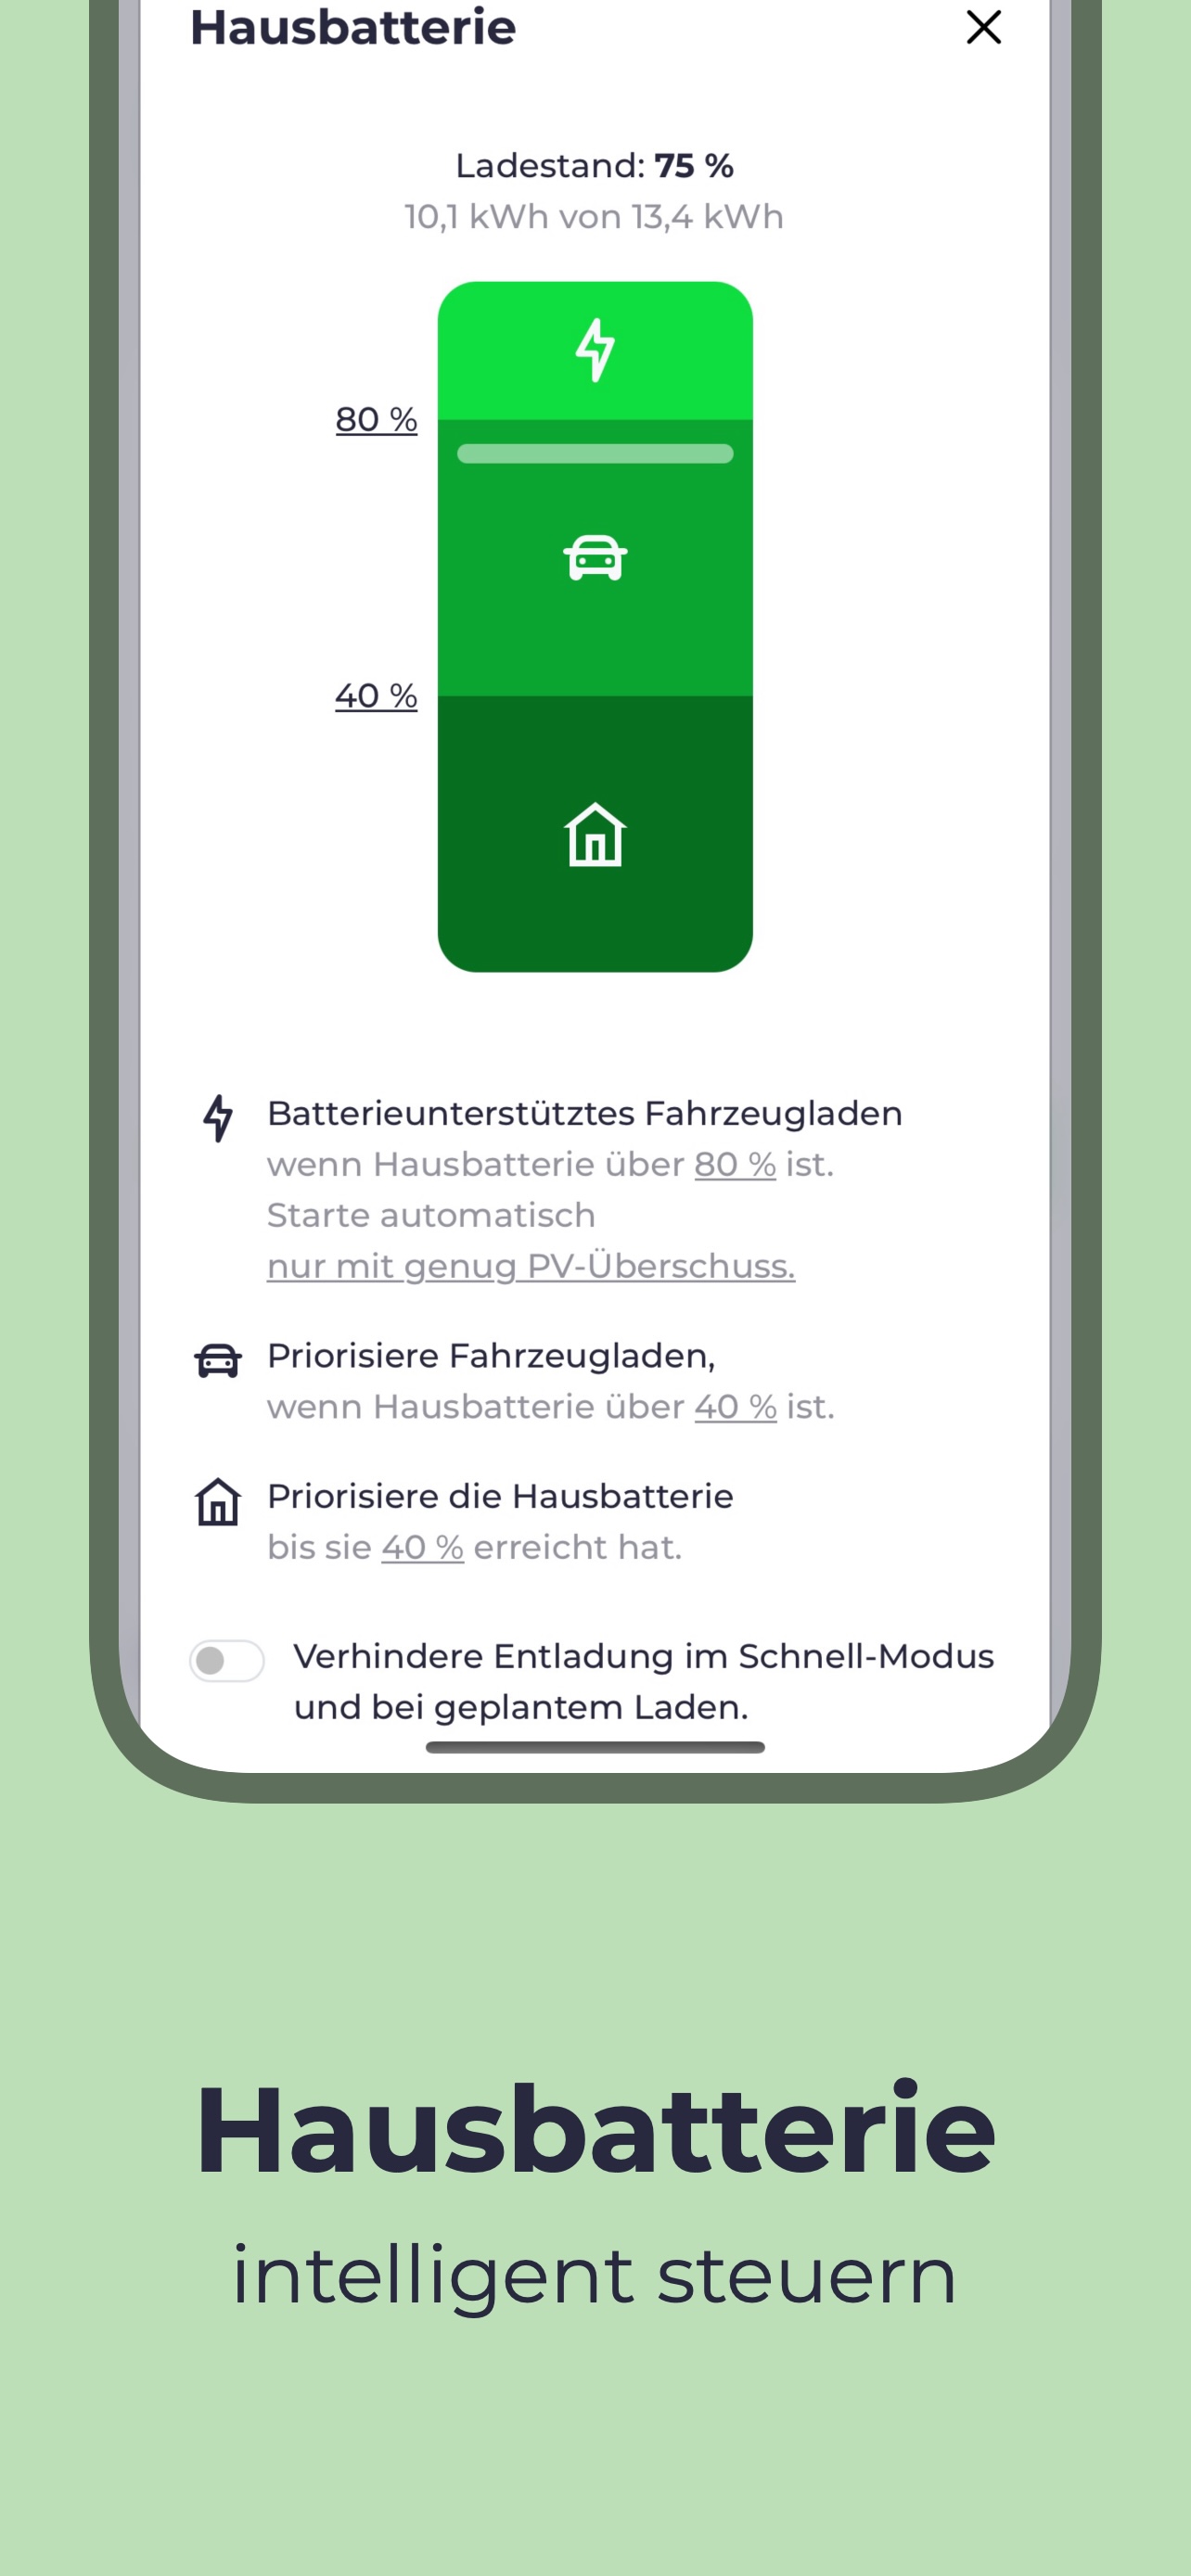 Hausbatterie
Ladestand: 75 %
10,1 kWh von 13,4 kWh
80 %
40 %
Batterieunterstütztes Fahrzeugladen
wenn Hausbatterie über 80 % ist.
Starte automatisch
nur mit genug PV-Überschuss.
Priorisiere Fahrzeugladen,
wenn Hausbatterie über 40 % ist.
Priorisiere die Hausbatterie
bis sie 40 % erreicht hat.
Verhindere Entladung im Schnell-Modus
und bei geplantem Laden.
Hausbatterie
intelligent steuern